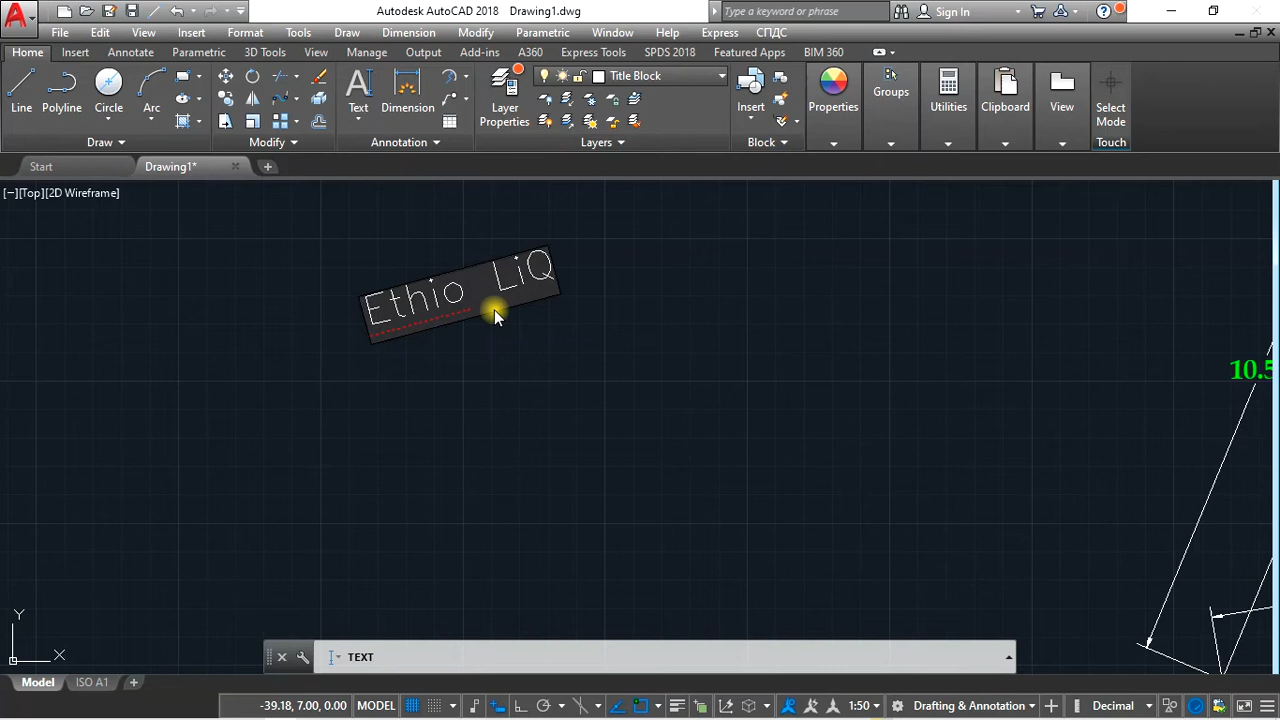 Autodesk AutoCAD 2018 Drawing1.dwg
Type a keyword or phrase
Sign In
File Edit View Insert Format Tools Draw Dimension Modify Parametric Window Help Express СПДС
Home Insert Annotate Parametric 3D Tools View Manage Output Add-ins A360 Express Tools SPDS 2018 Featured Apps BIM 360
Title Block
Line Polyline Circle Arc Text Dimension Layer Properties Insert Properties Groups Utilities Clipboard View Select Mode
Draw Modify Annotation Layers Block Touch
Start Drawing1*
[−][Top][2D Wireframe]
Ethio LiQ
10.5
Y
X
TEXT
Model ISO A1
-39.18, 7.00, 0.00 MODEL 1:50 Drafting & Annotation Decimal